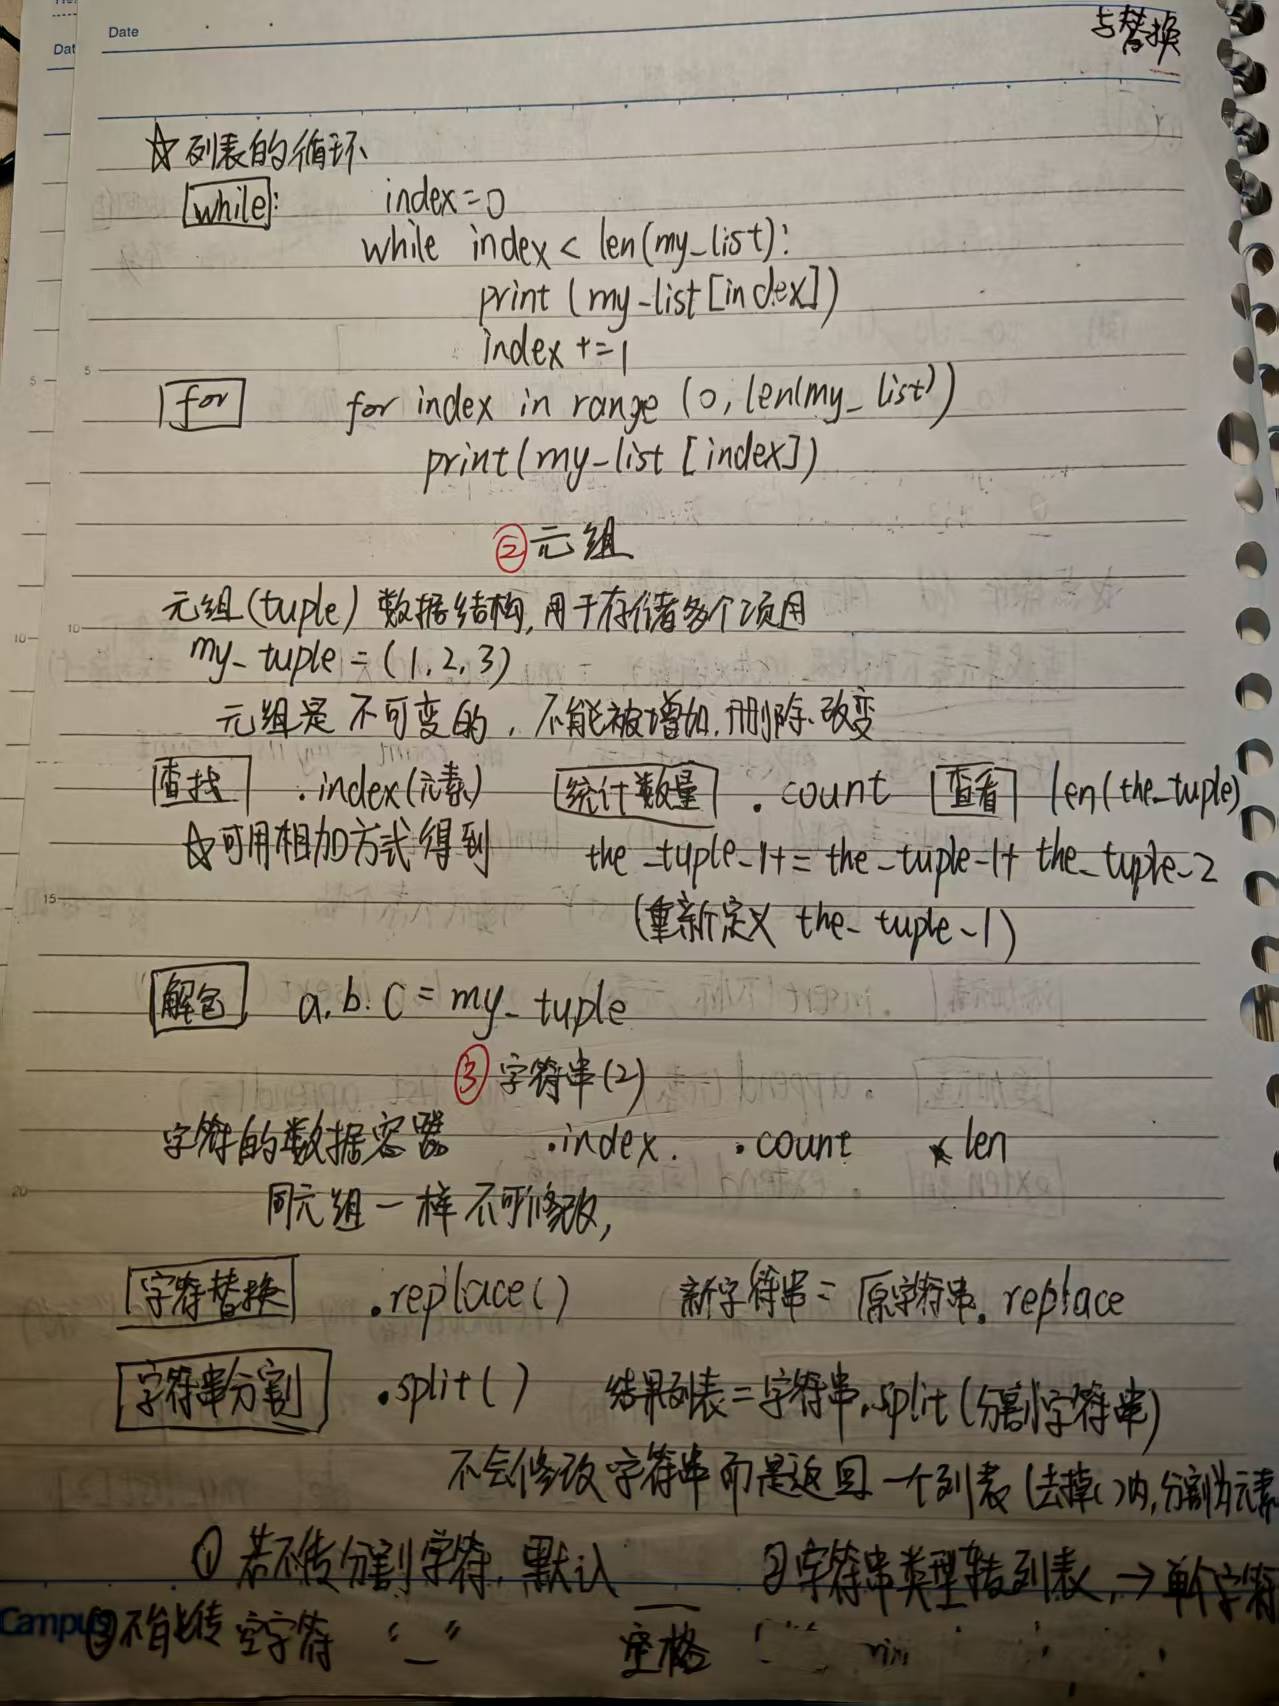 Date
与替换
☆列表的循环
while: index=0
while index < len(my_list):
print (my_list[index])
index +=1
5
for for index in range (0, len(my_list))
print(my_list [index])
② 元组
元组(tuple) 数据结构,用于存储多个项用
10
my_tuple = (1,2,3)
元组是不可变的, 不能被增加,删除、改变
查找 .index(元素) 统计数量 .count 查看 len(the_tuple)
☆可用相加方式得到 the_tuple_1+= the_tuple_1+ the_tuple_2
15
(重新定义 the_tuple_1)
解包 a.b.c = my_tuple
③ 字符串(2)
字符的数据容器 .index. .count len
20
同元组一样不可修改,
字符替换 .replace() 新字符串= 原字符串.replace
字符串分割 .split() 结果列表=字符串.split(分割字符串)
不会修改字符串而是返回一个列表 (去掉()内,分割为元素
① 若不传分割字符,默认 ②字符串类型转列表,→单个字符
Campus ③不能传空字符 “ ” 空格